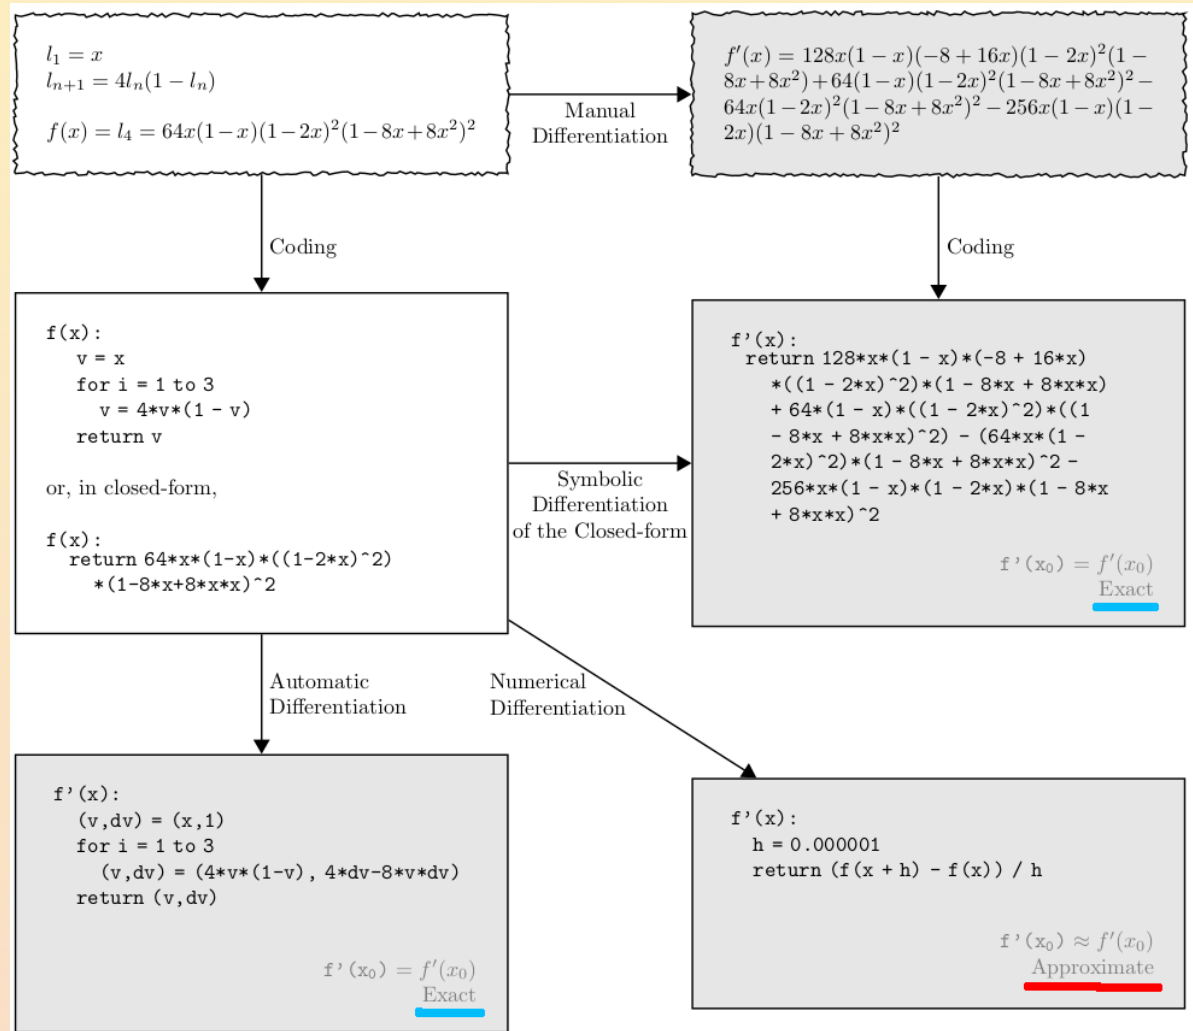 l₁ = x
lₙ₊₁ = 4lₙ(1 − lₙ)
f(x) = l₄ = 64x(1−x)(1−2x)²(1−8x+8x²)²
Manual
Differentiation
f′(x) = 128x(1 − x)(−8 + 16x)(1 − 2x)²(1 −
8x+8x²)+64(1−x)(1−2x)²(1−8x+8x²)²−
64x(1−2x)²(1−8x+8x²)²−256x(1−x)(1−
2x)(1 − 8x + 8x²)²
Coding
Coding
f(x):
v = x
for i = 1 to 3
v = 4*v*(1 - v)
return v
or, in closed-form,
f(x):
return 64*x*(1-x)*((1-2*x)^2)
*(1-8*x+8*x*x)^2
Symbolic
Differentiation
of the Closed-form
f'(x):
return 128*x*(1 - x)*(-8 + 16*x)
*((1 - 2*x)^2)*(1 - 8*x + 8*x*x)
+ 64*(1 - x)*((1 - 2*x)^2)*((1
- 8*x + 8*x*x)^2) - (64*x*(1 -
2*x)^2)*(1 - 8*x + 8*x*x)^2 -
256*x*(1 - x)*(1 - 2*x)*(1 - 8*x
+ 8*x*x)^2
f'(x₀) = f′(x₀)
Exact
Automatic
Differentiation
Numerical
Differentiation
f'(x):
(v,dv) = (x,1)
for i = 1 to 3
(v,dv) = (4*v*(1-v), 4*dv-8*v*dv)
return (v,dv)
f'(x₀) = f′(x₀)
Exact
f'(x):
h = 0.000001
return (f(x + h) - f(x)) / h
f'(x₀) ≈ f′(x₀)
Approximate